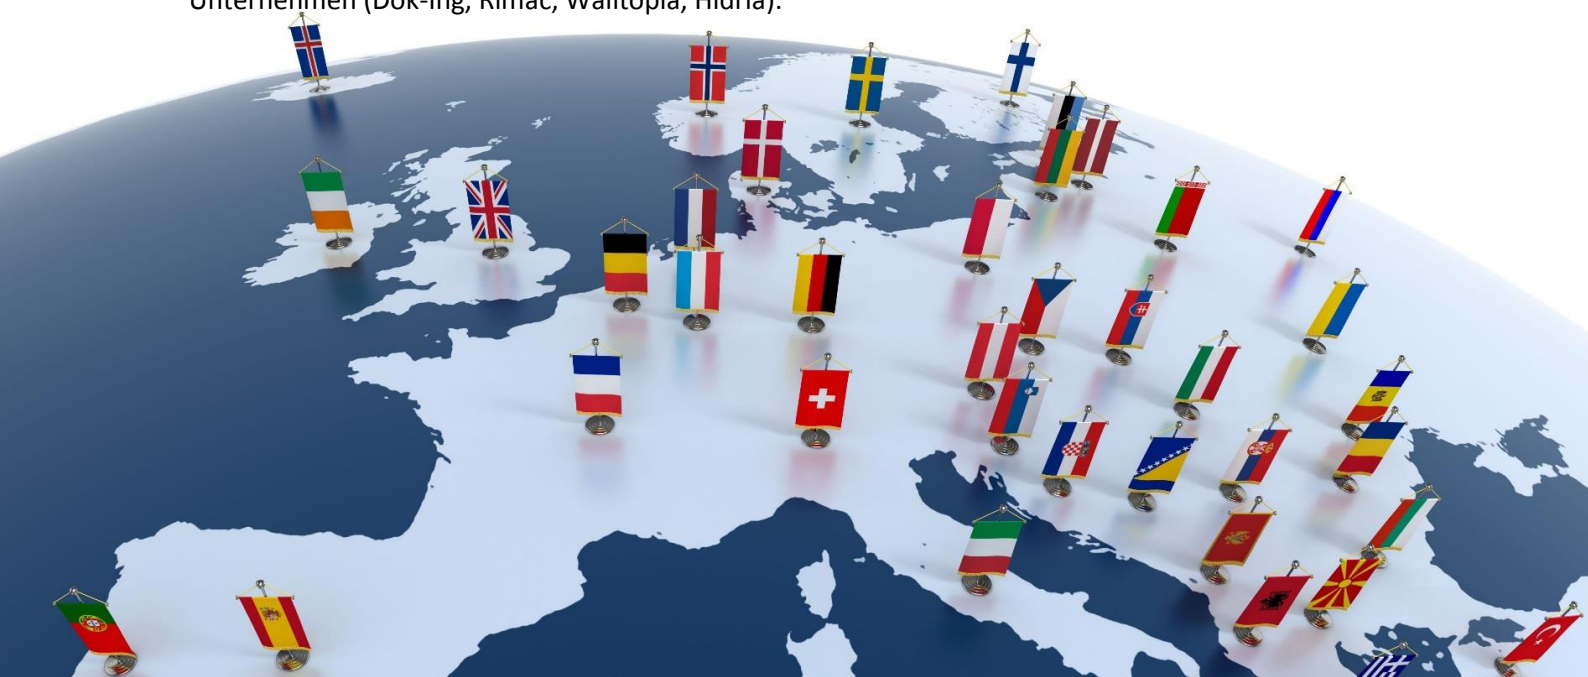 Unternehmen (Dok-Ing, Rimac, Walltopia, Hidria).